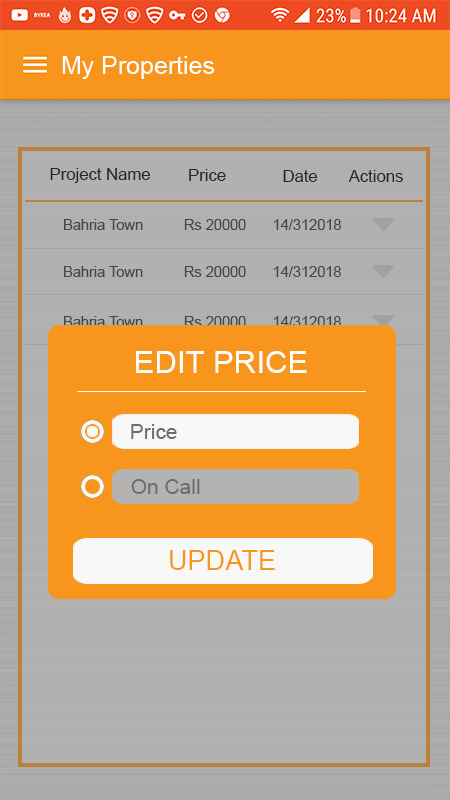 BYKEA 23% 10:24 AM
My Properties
Project Name Price Date Actions
Bahria Town Rs 20000 14/312018
Bahria Town Rs 20000 14/312018
Bahria Town Rs 20000 14/312018
EDIT PRICE
Price
On Call
UPDATE